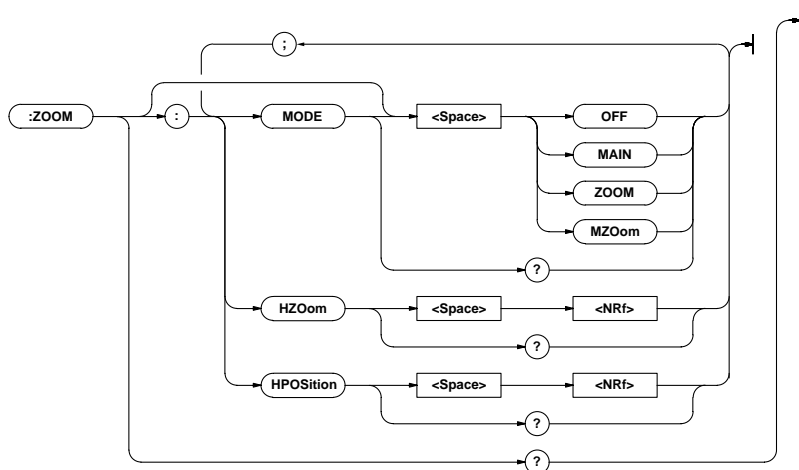 ;
:ZOOM : MODE <Space> OFF
MAIN
ZOOM
MZOom
?
HZOom <Space> <NRf>
?
HPOSition <Space> <NRf>
?
?